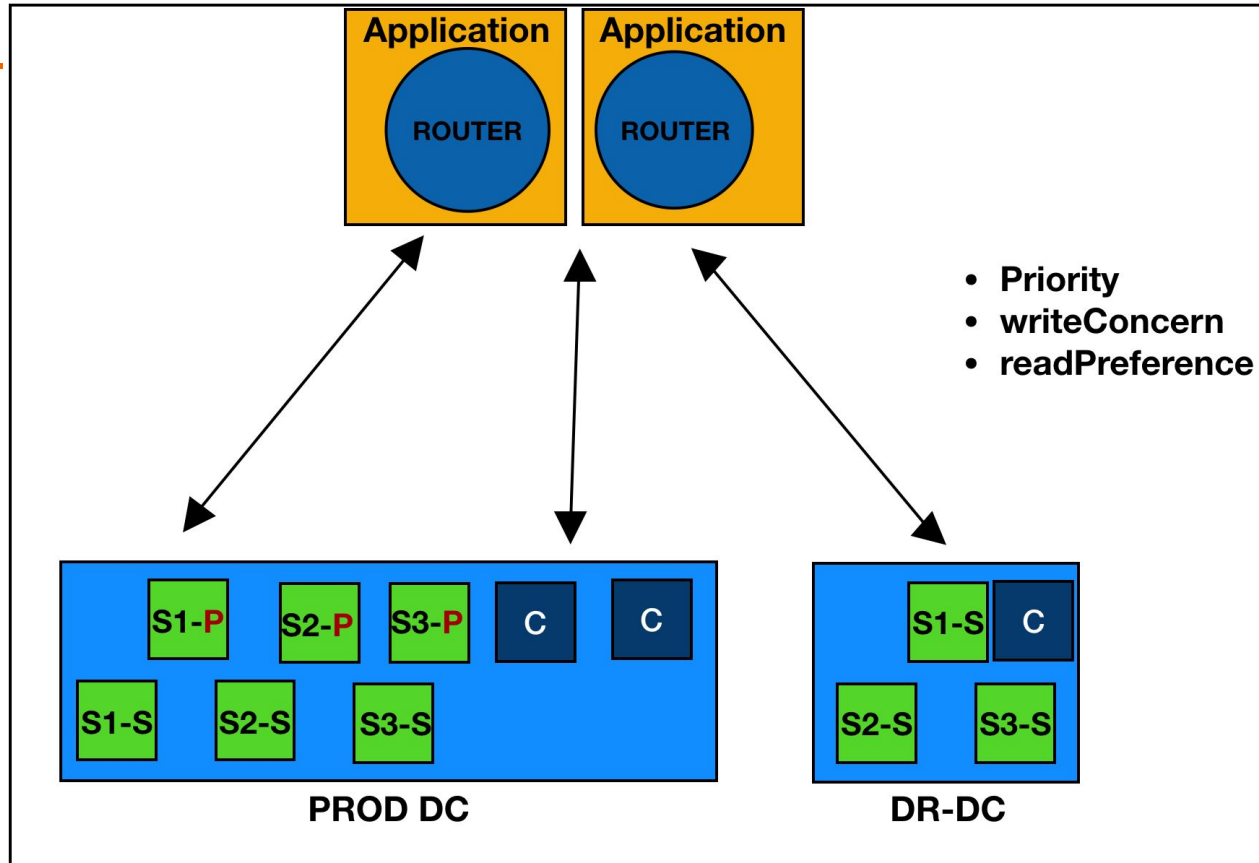 Application Application
ROUTER ROUTER
• Priority
• writeConcern
• readPreference
S1-P S2-P S3-P C C
S1-S S2-S S3-S
PROD DC
S1-S C
S2-S S3-S
DR-DC